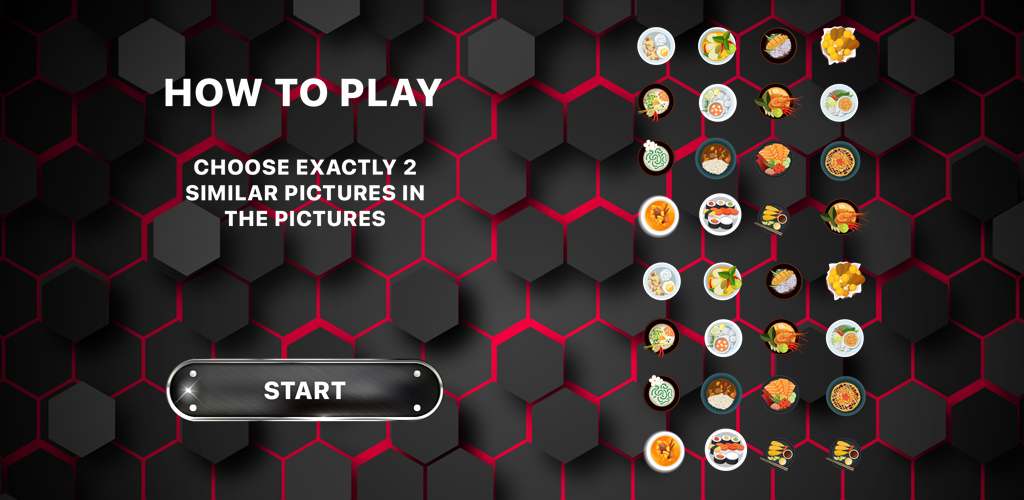 HOW TO PLAY
CHOOSE EXACTLY 2
SIMILAR PICTURES IN
THE PICTURES
START